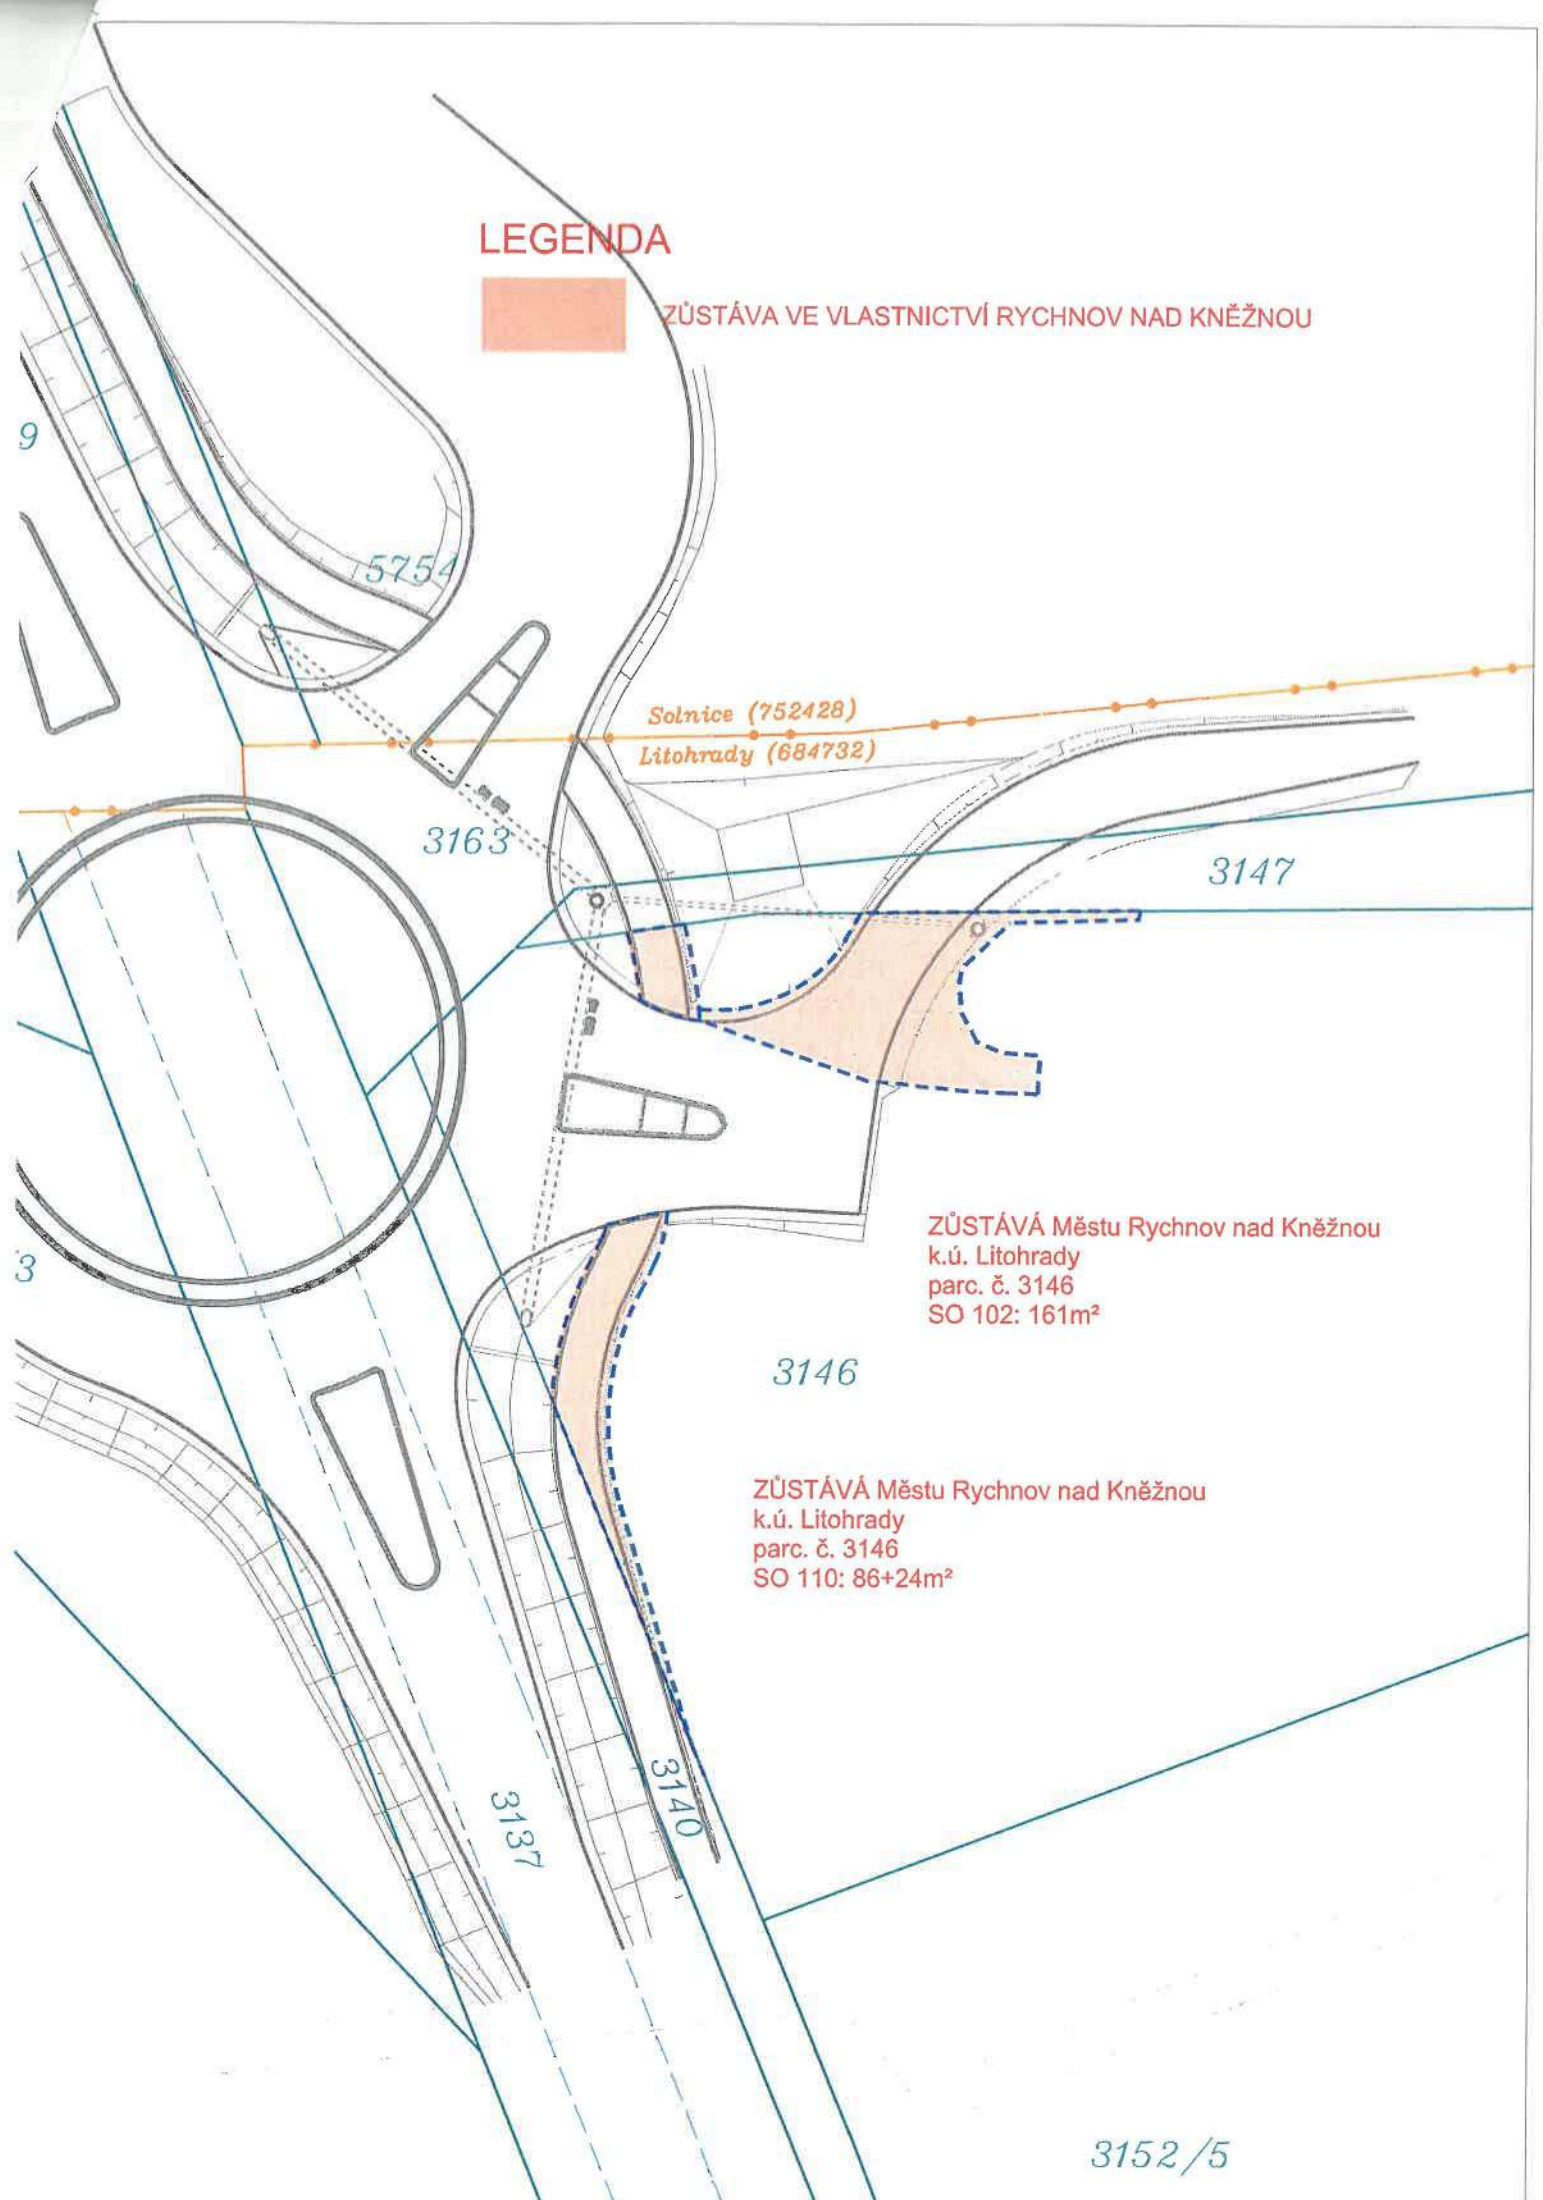 LEGENDA
ZŮSTÁVA VE VLASTNICTVÍ RYCHNOV NAD KNĚŽNOU
9
5754
Solnice (752428)
Litohrady (684732)
3163
3147
ZŮSTÁVÁ Městu Rychnov nad Kněžnou
k.ú. Litohrady
parc. č. 3146
SO 102: 161m²
3
3146
ZŮSTÁVÁ Městu Rychnov nad Kněžnou
k.ú. Litohrady
parc. č. 3146
SO 110: 86+24m²
3140
3137
3152/5